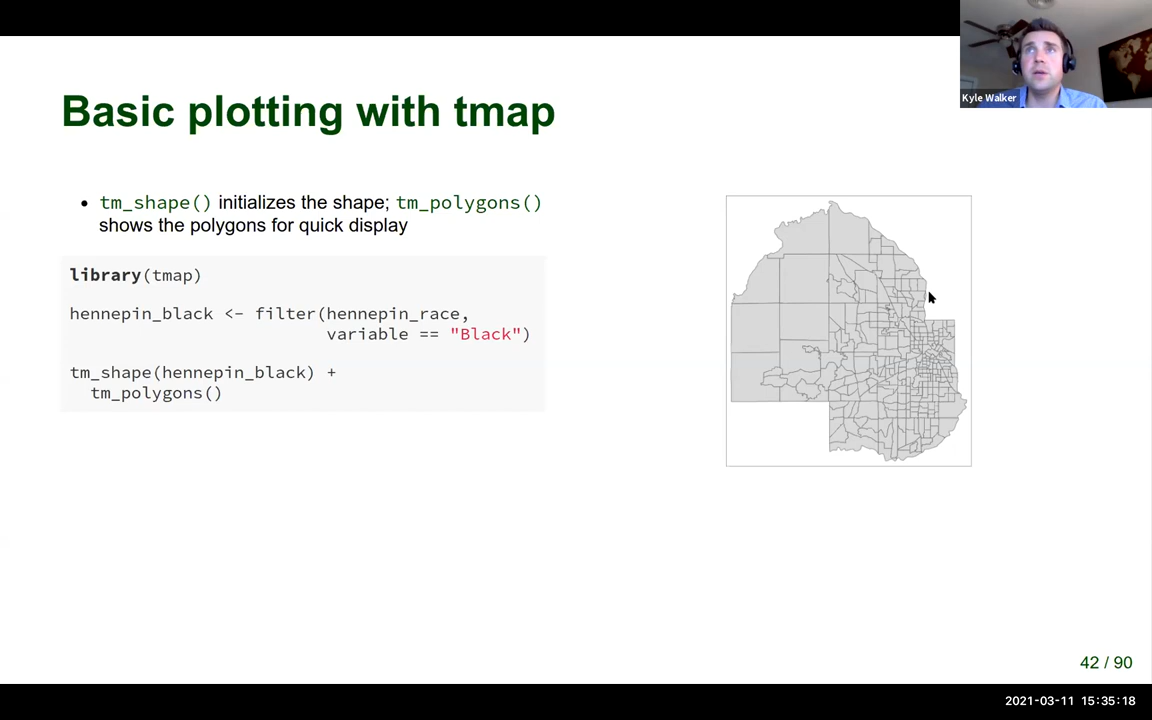 Kyle Walker
Basic plotting with tmap
• tm_shape() initializes the shape; tm_polygons()
shows the polygons for quick display
library(tmap)
hennepin_black <- filter(hennepin_race,
variable == "Black")
tm_shape(hennepin_black) +
tm_polygons()
42 / 90
2021-03-11 15:35:18